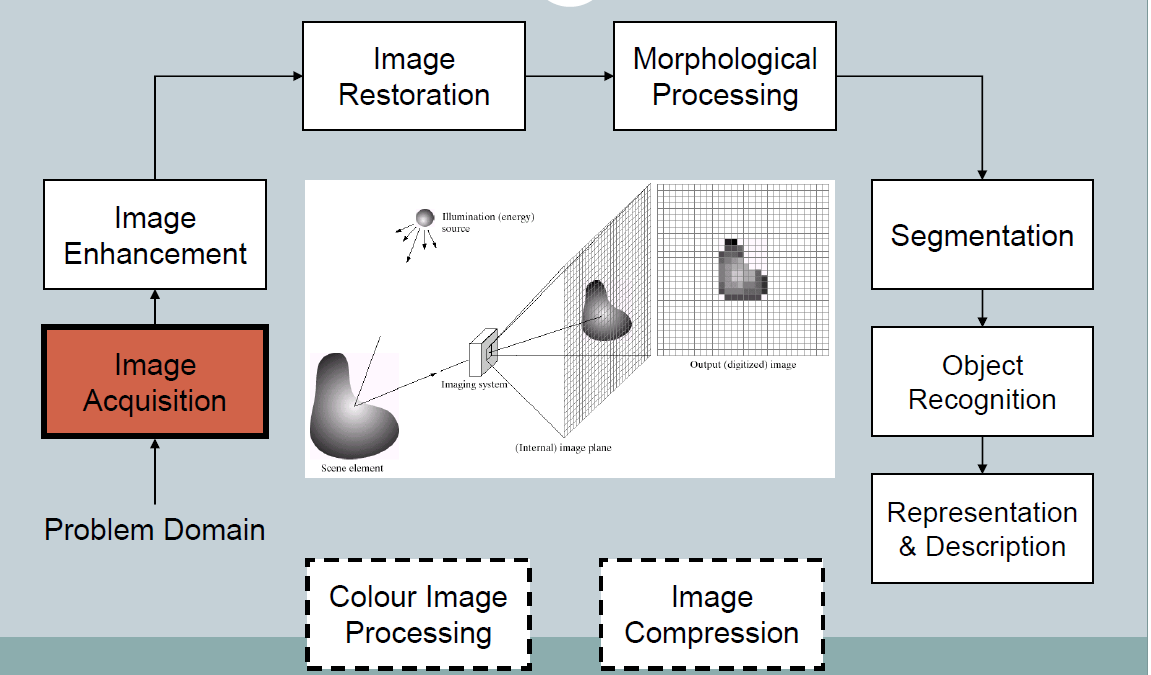 Image
Restoration
Morphological
Processing
Image
Enhancement
Segmentation
Illumination (energy)
source
Image
Acquisition
Imaging system
Output (digitized) image
Object
Recognition
(Internal) image plane
Scene element
Problem Domain
Representation
& Description
Colour Image
Processing
Image
Compression